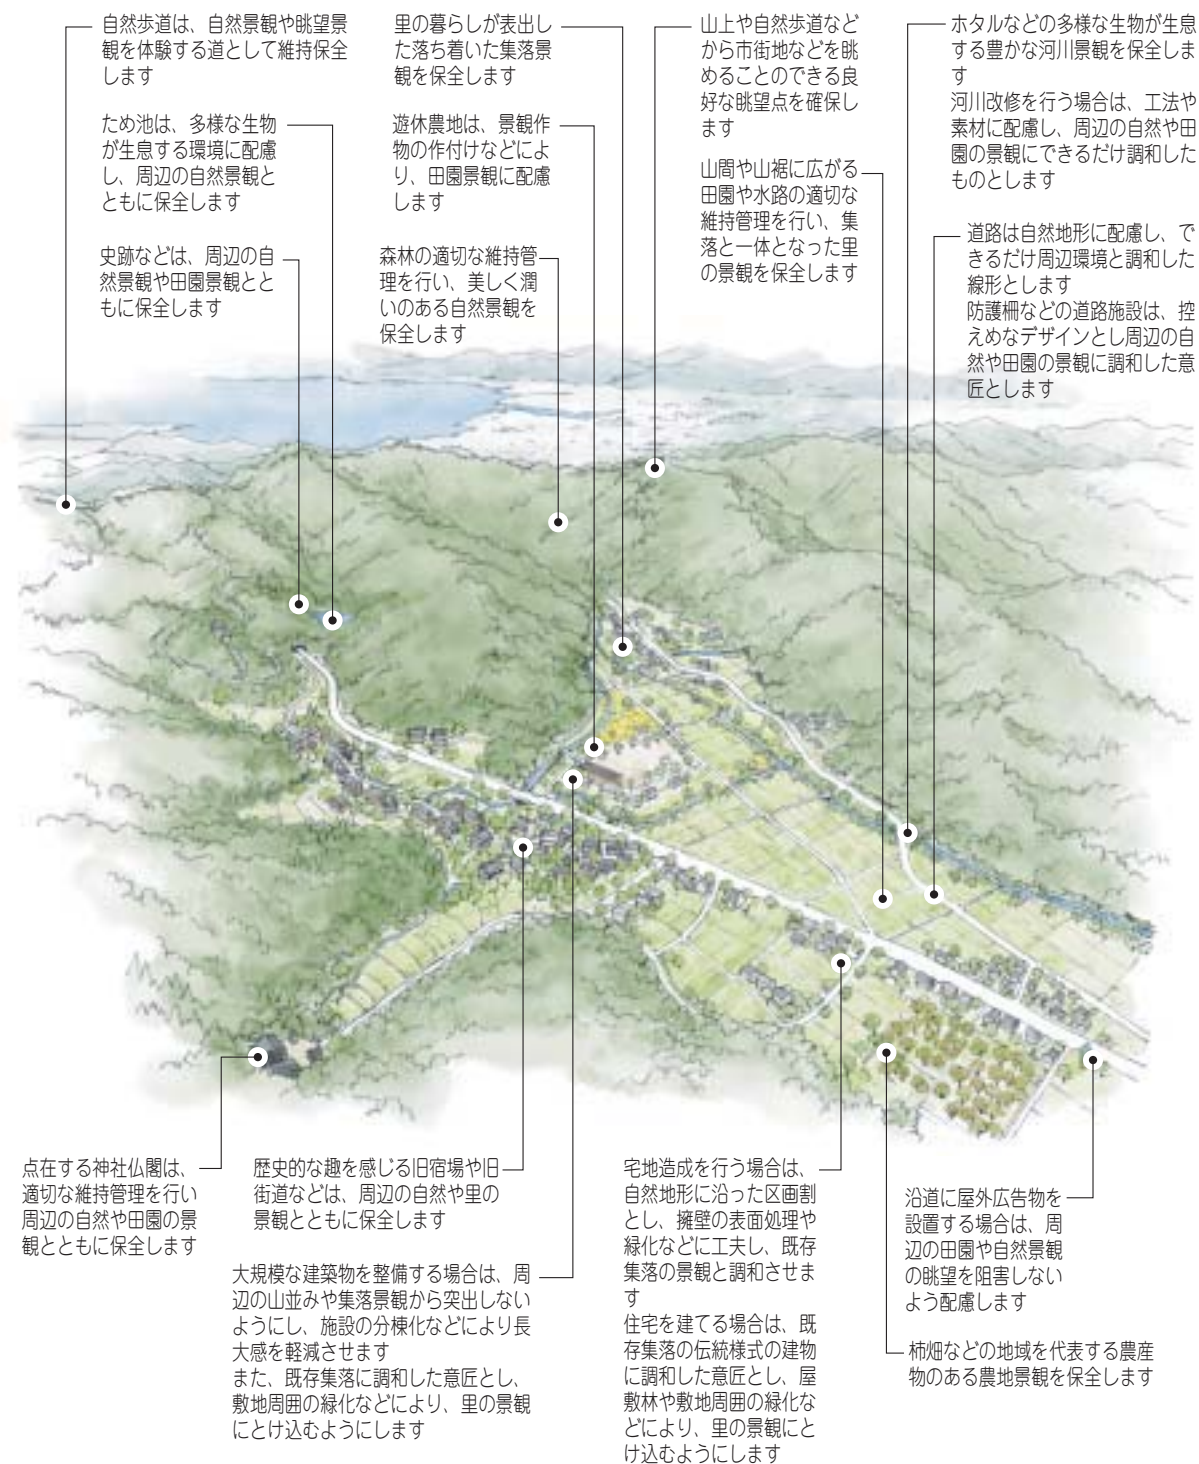 自然歩道は、自然景観や眺望景
観を体験する道として維持保全
します
ため池は、多様な生物
が生息する環境に配慮
し、周辺の自然景観と
ともに保全します
史跡などは、周辺の自
然景観や田園景観とと
もに保全します
里の暮らしが表出し
た落ち着いた集落景
観を保全します
遊休農地は、景観作
物の作付けなどによ
り、田園景観に配慮
します
森林の適切な維持管
理を行い、美しく潤
いのある自然景観を
保全します
山上や自然歩道など
から市街地などを眺
めることのできる良
好な眺望点を確保し
ます
山間や山裾に広がる
田園や水路の適切な
維持管理を行い、集
落と一体となった里
の景観を保全します
ホタルなどの多様な生物が生息
する豊かな河川景観を保全しま
す
河川改修を行う場合は、工法や
素材に配慮し、周辺の自然や田
園の景観にできるだけ調和した
ものとします
道路は自然地形に配慮し、で
きるだけ周辺環境と調和した
線形とします
防護柵などの道路施設は、控
えめなデザインとし周辺の自
然や田園の景観に調和した意
匠とします
点在する神社仏閣は、
適切な維持管理を行い
周辺の自然や田園の景
観とともに保全します
歴史的な趣を感じる旧宿場や旧
街道などは、周辺の自然や里の
景観とともに保全します
大規模な建築物を整備する場合は、周
辺の山並みや集落景観から突出しない
ようにし、施設の分棟化などにより長
大感を軽減させます
また、既存集落に調和した意匠とし、
敷地周囲の緑化などにより、里の景観
にとけ込むようにします
宅地造成を行う場合は、
自然地形に沿った区画割
とし、擁壁の表面処理や
緑化などに工夫し、既存
集落の景観と調和させま
す
住宅を建てる場合は、既
存集落の伝統様式の建物
に調和した意匠とし、屋
敷林や敷地周囲の緑化な
どにより、里の景観にと
け込むようにします
沿道に屋外広告物を
設置する場合は、周
辺の田園や自然景観
の眺望を阻害しない
よう配慮します
柿畑などの地域を代表する農産
物のある農地景観を保全します